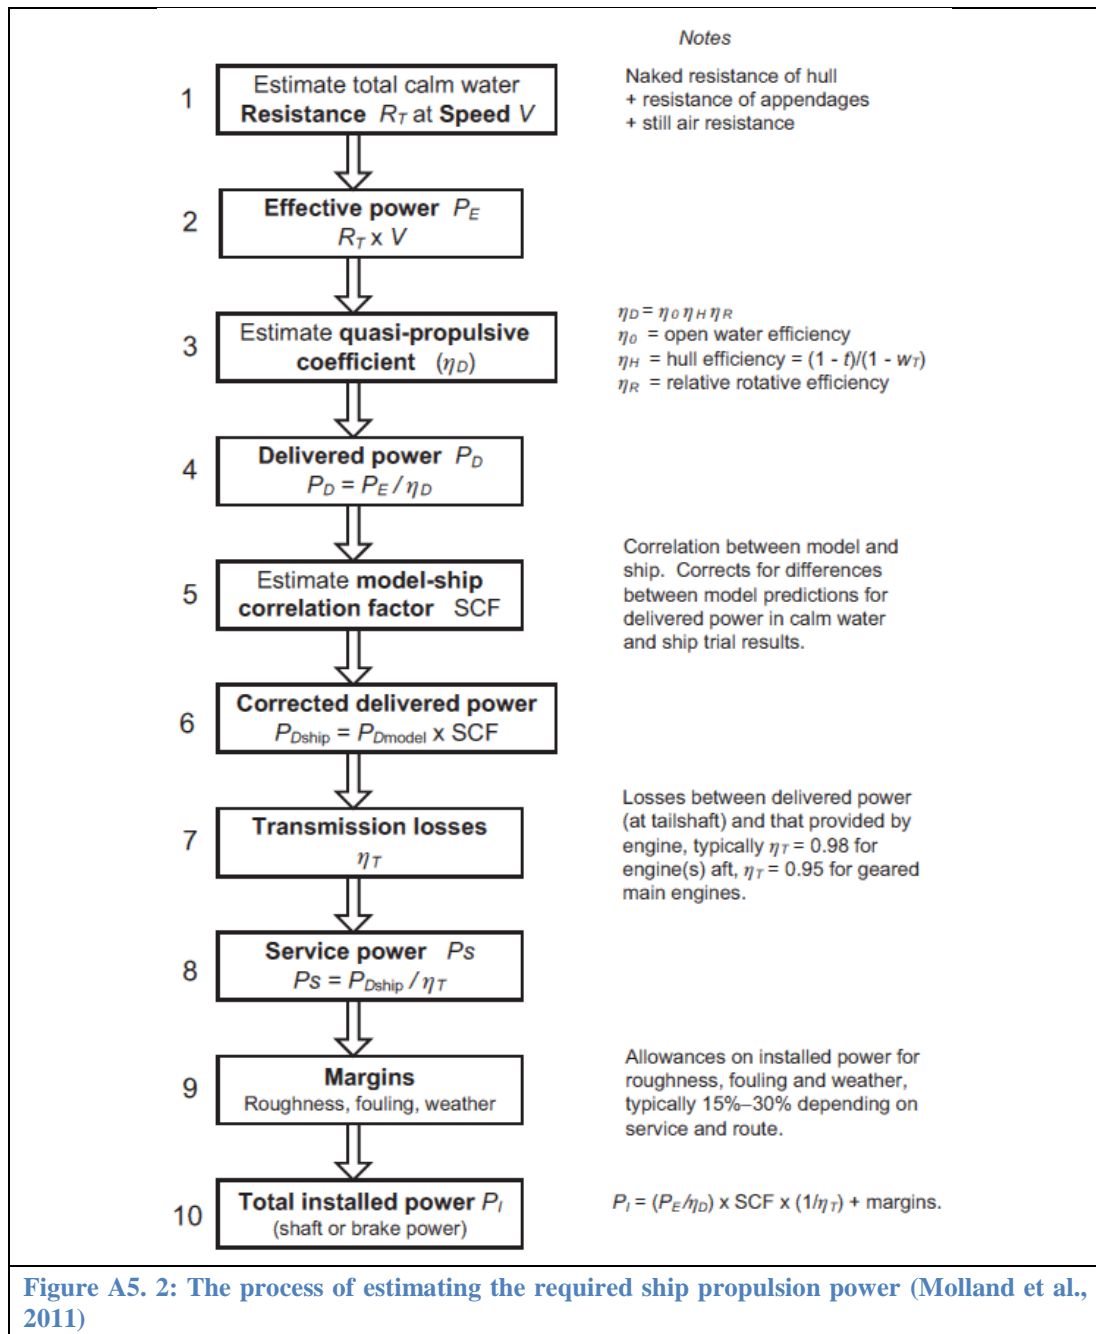 Notes
1
Estimate total calm water
Resistance R_T at Speed V
Naked resistance of hull
+ resistance of appendages
+ still air resistance
2
Effective power P_E
R_T x V
3
Estimate quasi-propulsive
coefficient (η_D)
η_D = η_0 η_H η_R
η_0 = open water efficiency
η_H = hull efficiency = (1 - t)/(1 - w_T)
η_R = relative rotative efficiency
4
Delivered power P_D
P_D = P_E / η_D
5
Estimate model-ship
correlation factor SCF
Correlation between model and
ship. Corrects for differences
between model predictions for
delivered power in calm water
and ship trial results.
6
Corrected delivered power
P_Dship = P_Dmodel x SCF
7
Transmission losses
η_T
Losses between delivered power
(at tailshaft) and that provided by
engine, typically η_T = 0.98 for
engine(s) aft, η_T = 0.95 for geared
main engines.
8
Service power Ps
Ps = P_Dship / η_T
9
Margins
Roughness, fouling, weather
Allowances on installed power for
roughness, fouling and weather,
typically 15%–30% depending on
service and route.
10
Total installed power P_I
(shaft or brake power)
P_I = (P_E/η_D) x SCF x (1/η_T) + margins.
Figure A5. 2: The process of estimating the required ship propulsion power (Molland et al.,
2011)